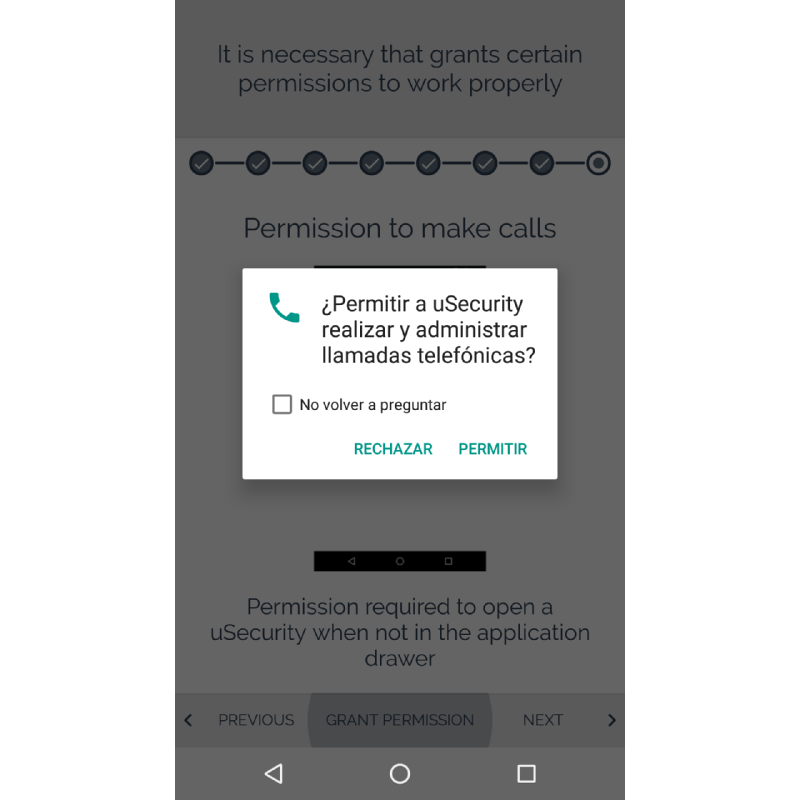 It is necessary that grants certain
permissions to work properly
Permission to make calls
¿Permitir a uSecurity
realizar y administrar
llamadas telefónicas?
No volver a preguntar
RECHAZAR PERMITIR
Permission required to open a
uSecurity when not in the application
drawer
PREVIOUS GRANT PERMISSION NEXT